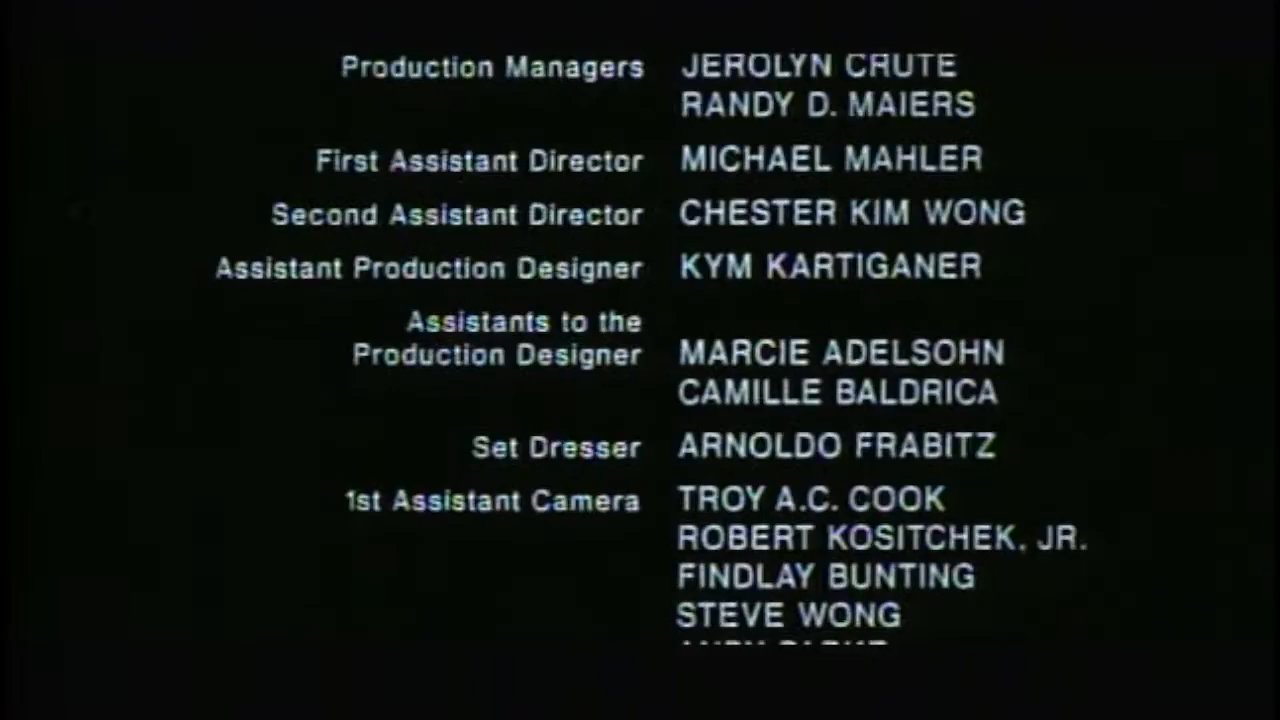 Production Managers JEROLYN CRUTE
RANDY D. MAIERS
First Assistant Director MICHAEL MAHLER
Second Assistant Director CHESTER KIM WONG
Assistant Production Designer KYM KARTIGANER
Assistants to the
Production Designer MARCIE ADELSOHN
CAMILLE BALDRICA
Set Dresser ARNOLDO FRABITZ
1st Assistant Camera TROY A.C. COOK
ROBERT KOSITCHEK, JR.
FINDLAY BUNTING
STEVE WONG